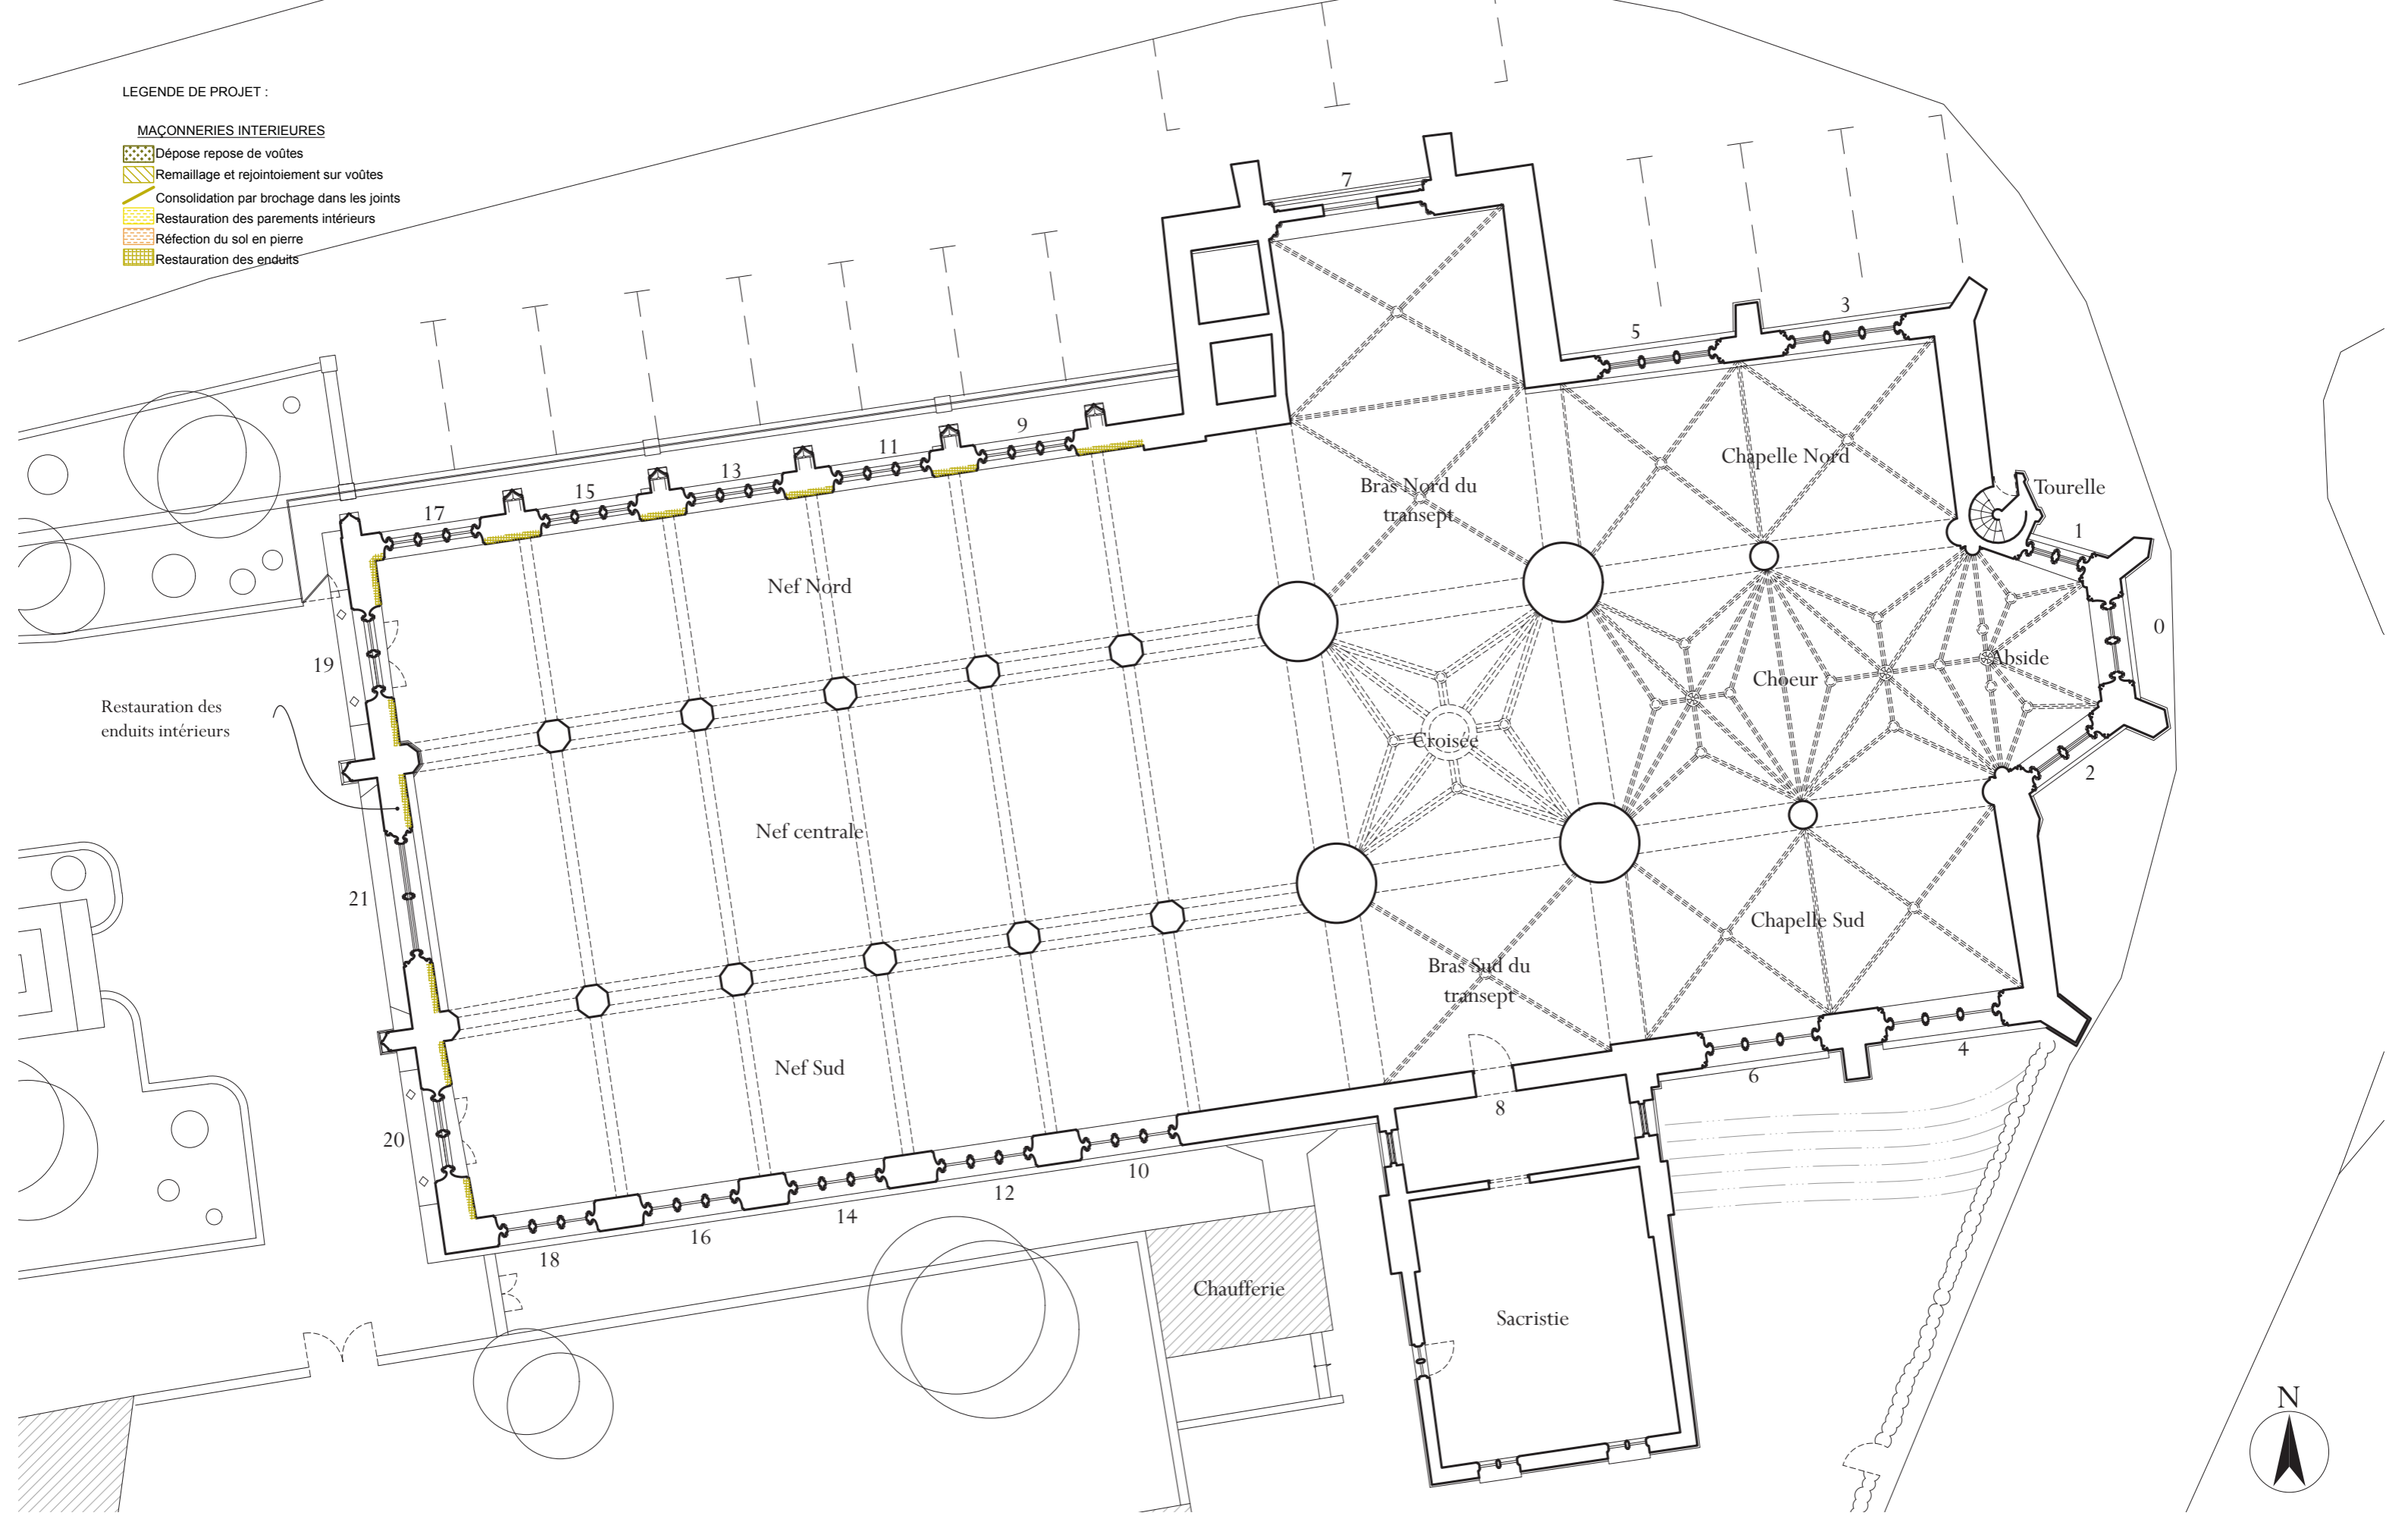 LEGENDE DE PROJET :
MAÇONNERIES INTERIEURES
Dépose repose de voûtes
Remaillage et rejointoiement sur voûtes
Consolidation par brochage dans les joints
Restauration des parements intérieurs
Réfection du sol en pierre
Restauration des enduits
7
3
5
9
11
13
15
17
Chapelle Nord
Bras Nord du
transept
Tourelle
1
Nef Nord
0
19
Abside
Choeur
Restauration des
enduits intérieurs
Croisée
2
Nef centrale
21
Chapelle Sud
Bras Sud du
transept
4
Nef Sud
6
8
20
10
12
14
16
18
Chaufferie
Sacristie
N